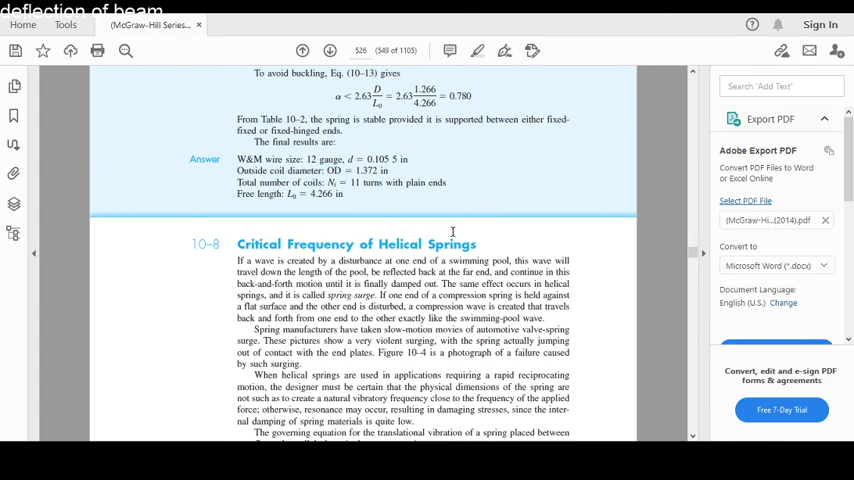 deflection of beam
Home
Tools
(McGraw-Hill Series...
×
?
Sign In
526
(549 of 1105)
To avoid buckling, Eq. (10–13) gives
α < 2.63 D/L₀ = 2.63 1.266/4.266 = 0.780
From Table 10–2, the spring is stable provided it is supported between either fixed-
fixed or fixed-hinged ends.
The final results are:
Answer
W&M wire size: 12 gauge, d = 0.105 5 in
Outside coil diameter: OD = 1.372 in
Total number of coils: Nₜ = 11 turns with plain ends
Free length: L₀ = 4.266 in
10–8 Critical Frequency of Helical Springs
If a wave is created by a disturbance at one end of a swimming pool, this wave will
travel down the length of the pool, be reflected back at the far end, and continue in this
back-and-forth motion until it is finally damped out. The same effect occurs in helical
springs, and it is called spring surge. If one end of a compression spring is held against
a flat surface and the other end is disturbed, a compression wave is created that travels
back and forth from one end to the other exactly like the swimming-pool wave.
Spring manufacturers have taken slow-motion movies of automotive valve-spring
surge. These pictures show a very violent surging, with the spring actually jumping
out of contact with the end plates. Figure 10–4 is a photograph of a failure caused
by such surging.
When helical springs are used in applications requiring a rapid reciprocating
motion, the designer must be certain that the physical dimensions of the spring are
not such as to create a natural vibratory frequency close to the frequency of the applied
force; otherwise, resonance may occur, resulting in damaging stresses, since the inter-
nal damping of spring materials is quite low.
The governing equation for the translational vibration of a spring placed between
Search 'Add Text'
Export PDF
Adobe Export PDF
Convert PDF Files to Word
or Excel Online
Select PDF File
(McGraw-Hi...(2014).pdf
×
Convert to
Microsoft Word (*.docx)
Document Language:
English (U.S.) Change
Convert, edit and e-sign PDF
forms & agreements
Free 7-Day Trial